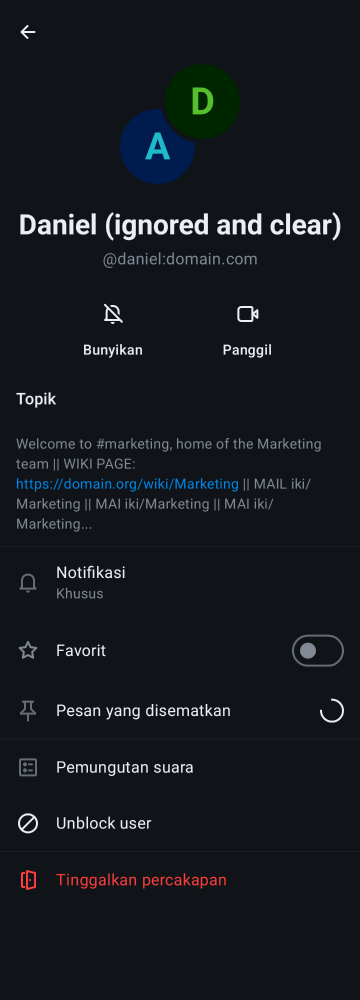 D
A
Daniel (ignored and clear)
@daniel:domain.com
Bunyikan
Panggil
Topik
Welcome to #marketing, home of the Marketing
team || WIKI PAGE:
https://domain.org/wiki/Marketing || MAIL iki/
Marketing || MAI iki/Marketing || MAI iki/
Marketing...
Notifikasi
Khusus
Favorit
Pesan yang disematkan
Pemungutan suara
Unblock user
Tinggalkan percakapan